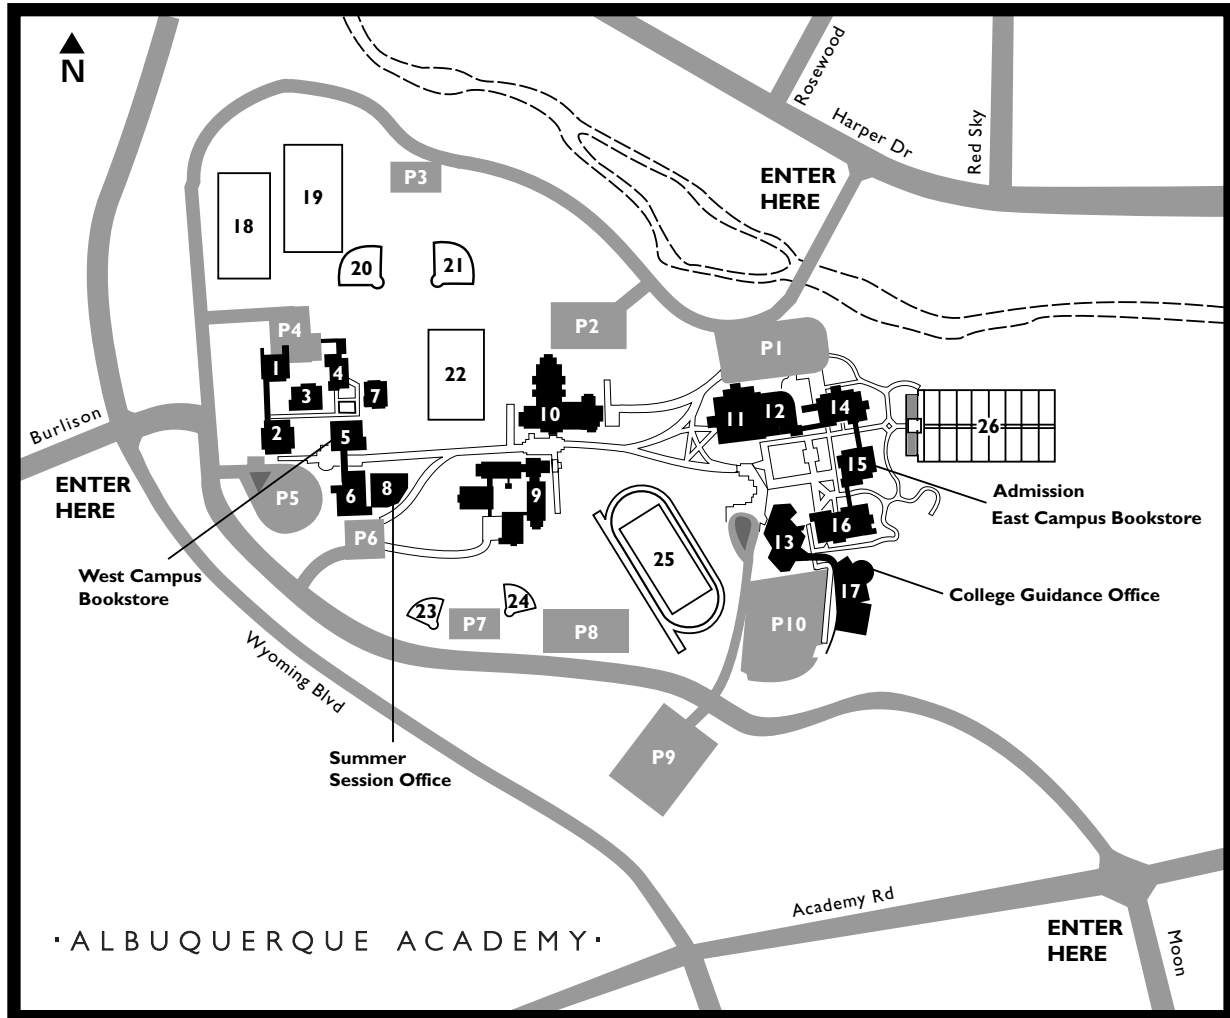 N
Rosewood
Harper Dr
Red Sky
ENTER
HERE
P3
19
18
20
21
P4
P2
P1
1
4
3
7
22
10
11
12
14
26
Burlison
2
5
15
ENTER
HERE
P5
6
8
9
Admission
East Campus Bookstore
P6
13
16
25
West Campus
Bookstore
17
College Guidance Office
23
24
P7
P8
P10
Wyoming Blvd
P9
Summer
Session Office
Academy Rd
ENTER
HERE
Moon
· ALBUQUERQUE ACADEMY ·